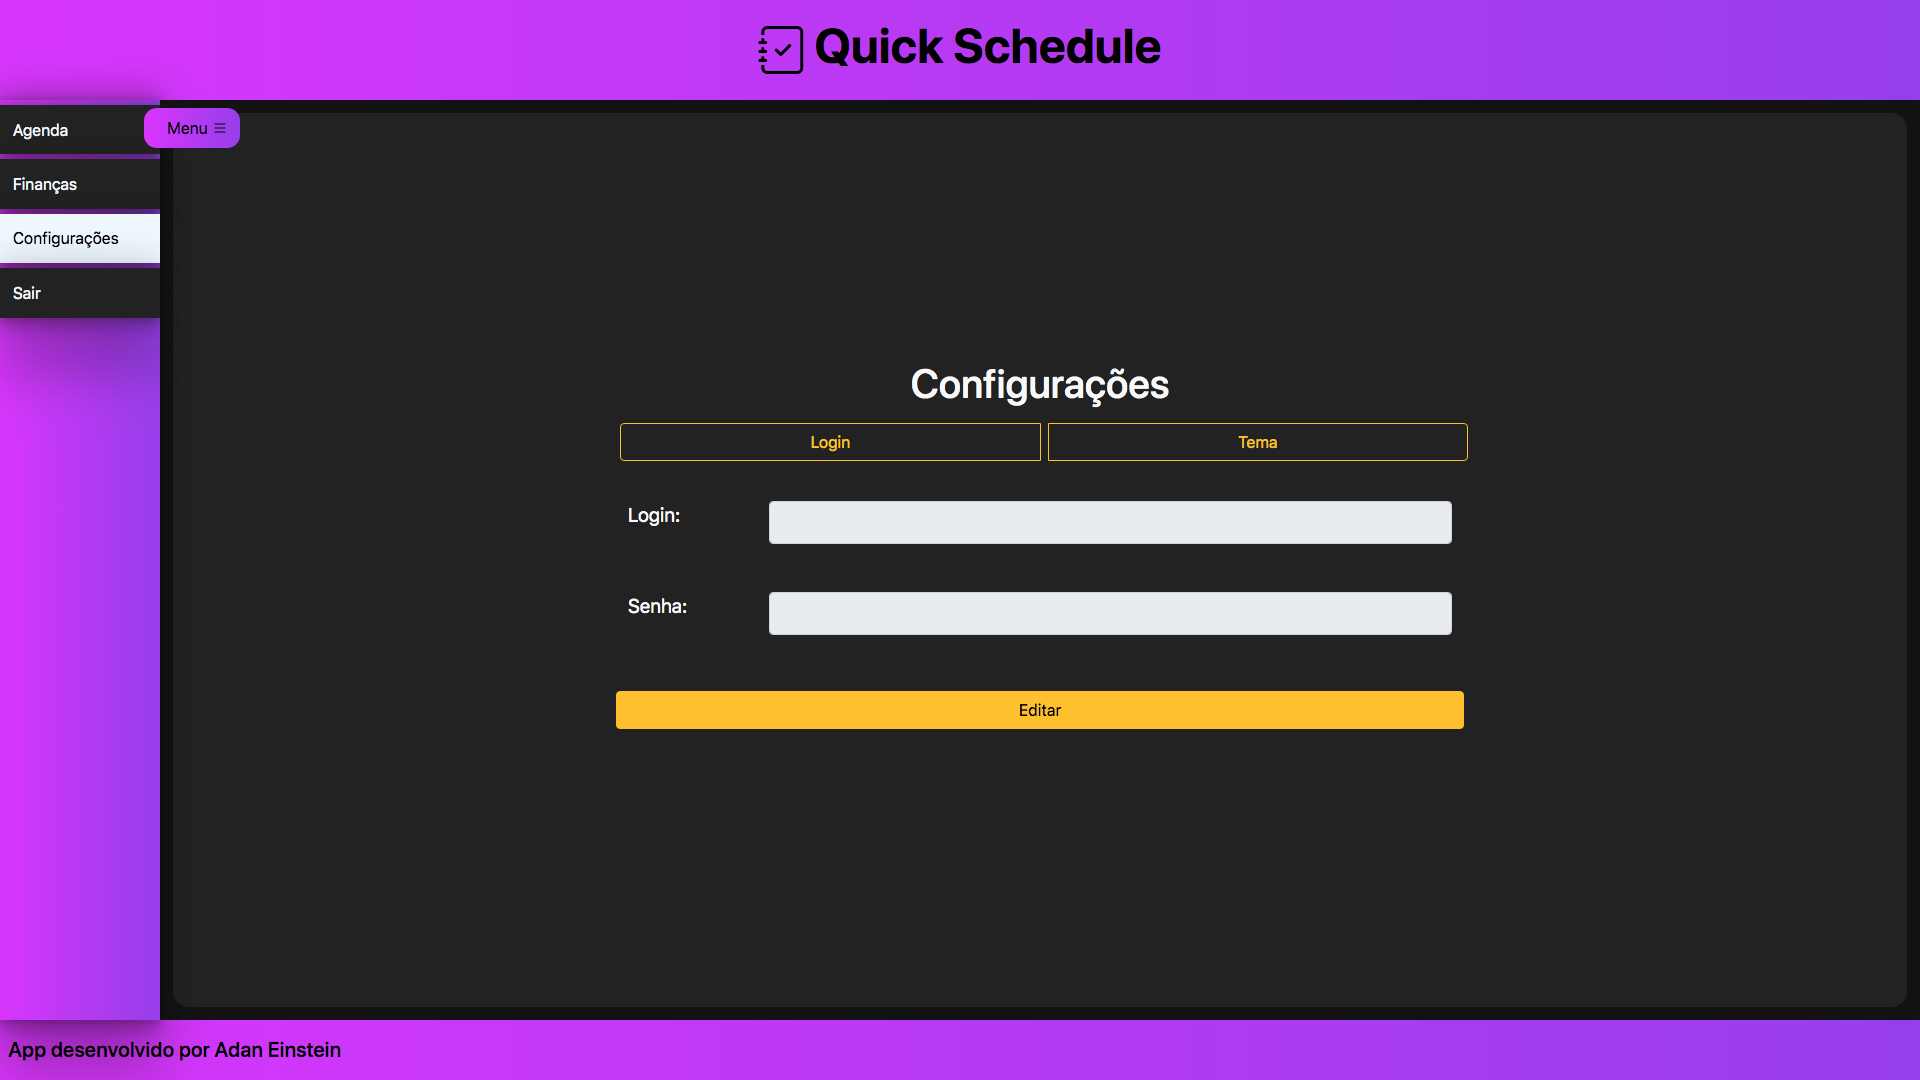 Quick Schedule
Agenda
Menu
Finanças
Configurações
Sair
Configurações
Login
Tema
Login:
Senha:
Editar
App desenvolvido por Adan Einstein